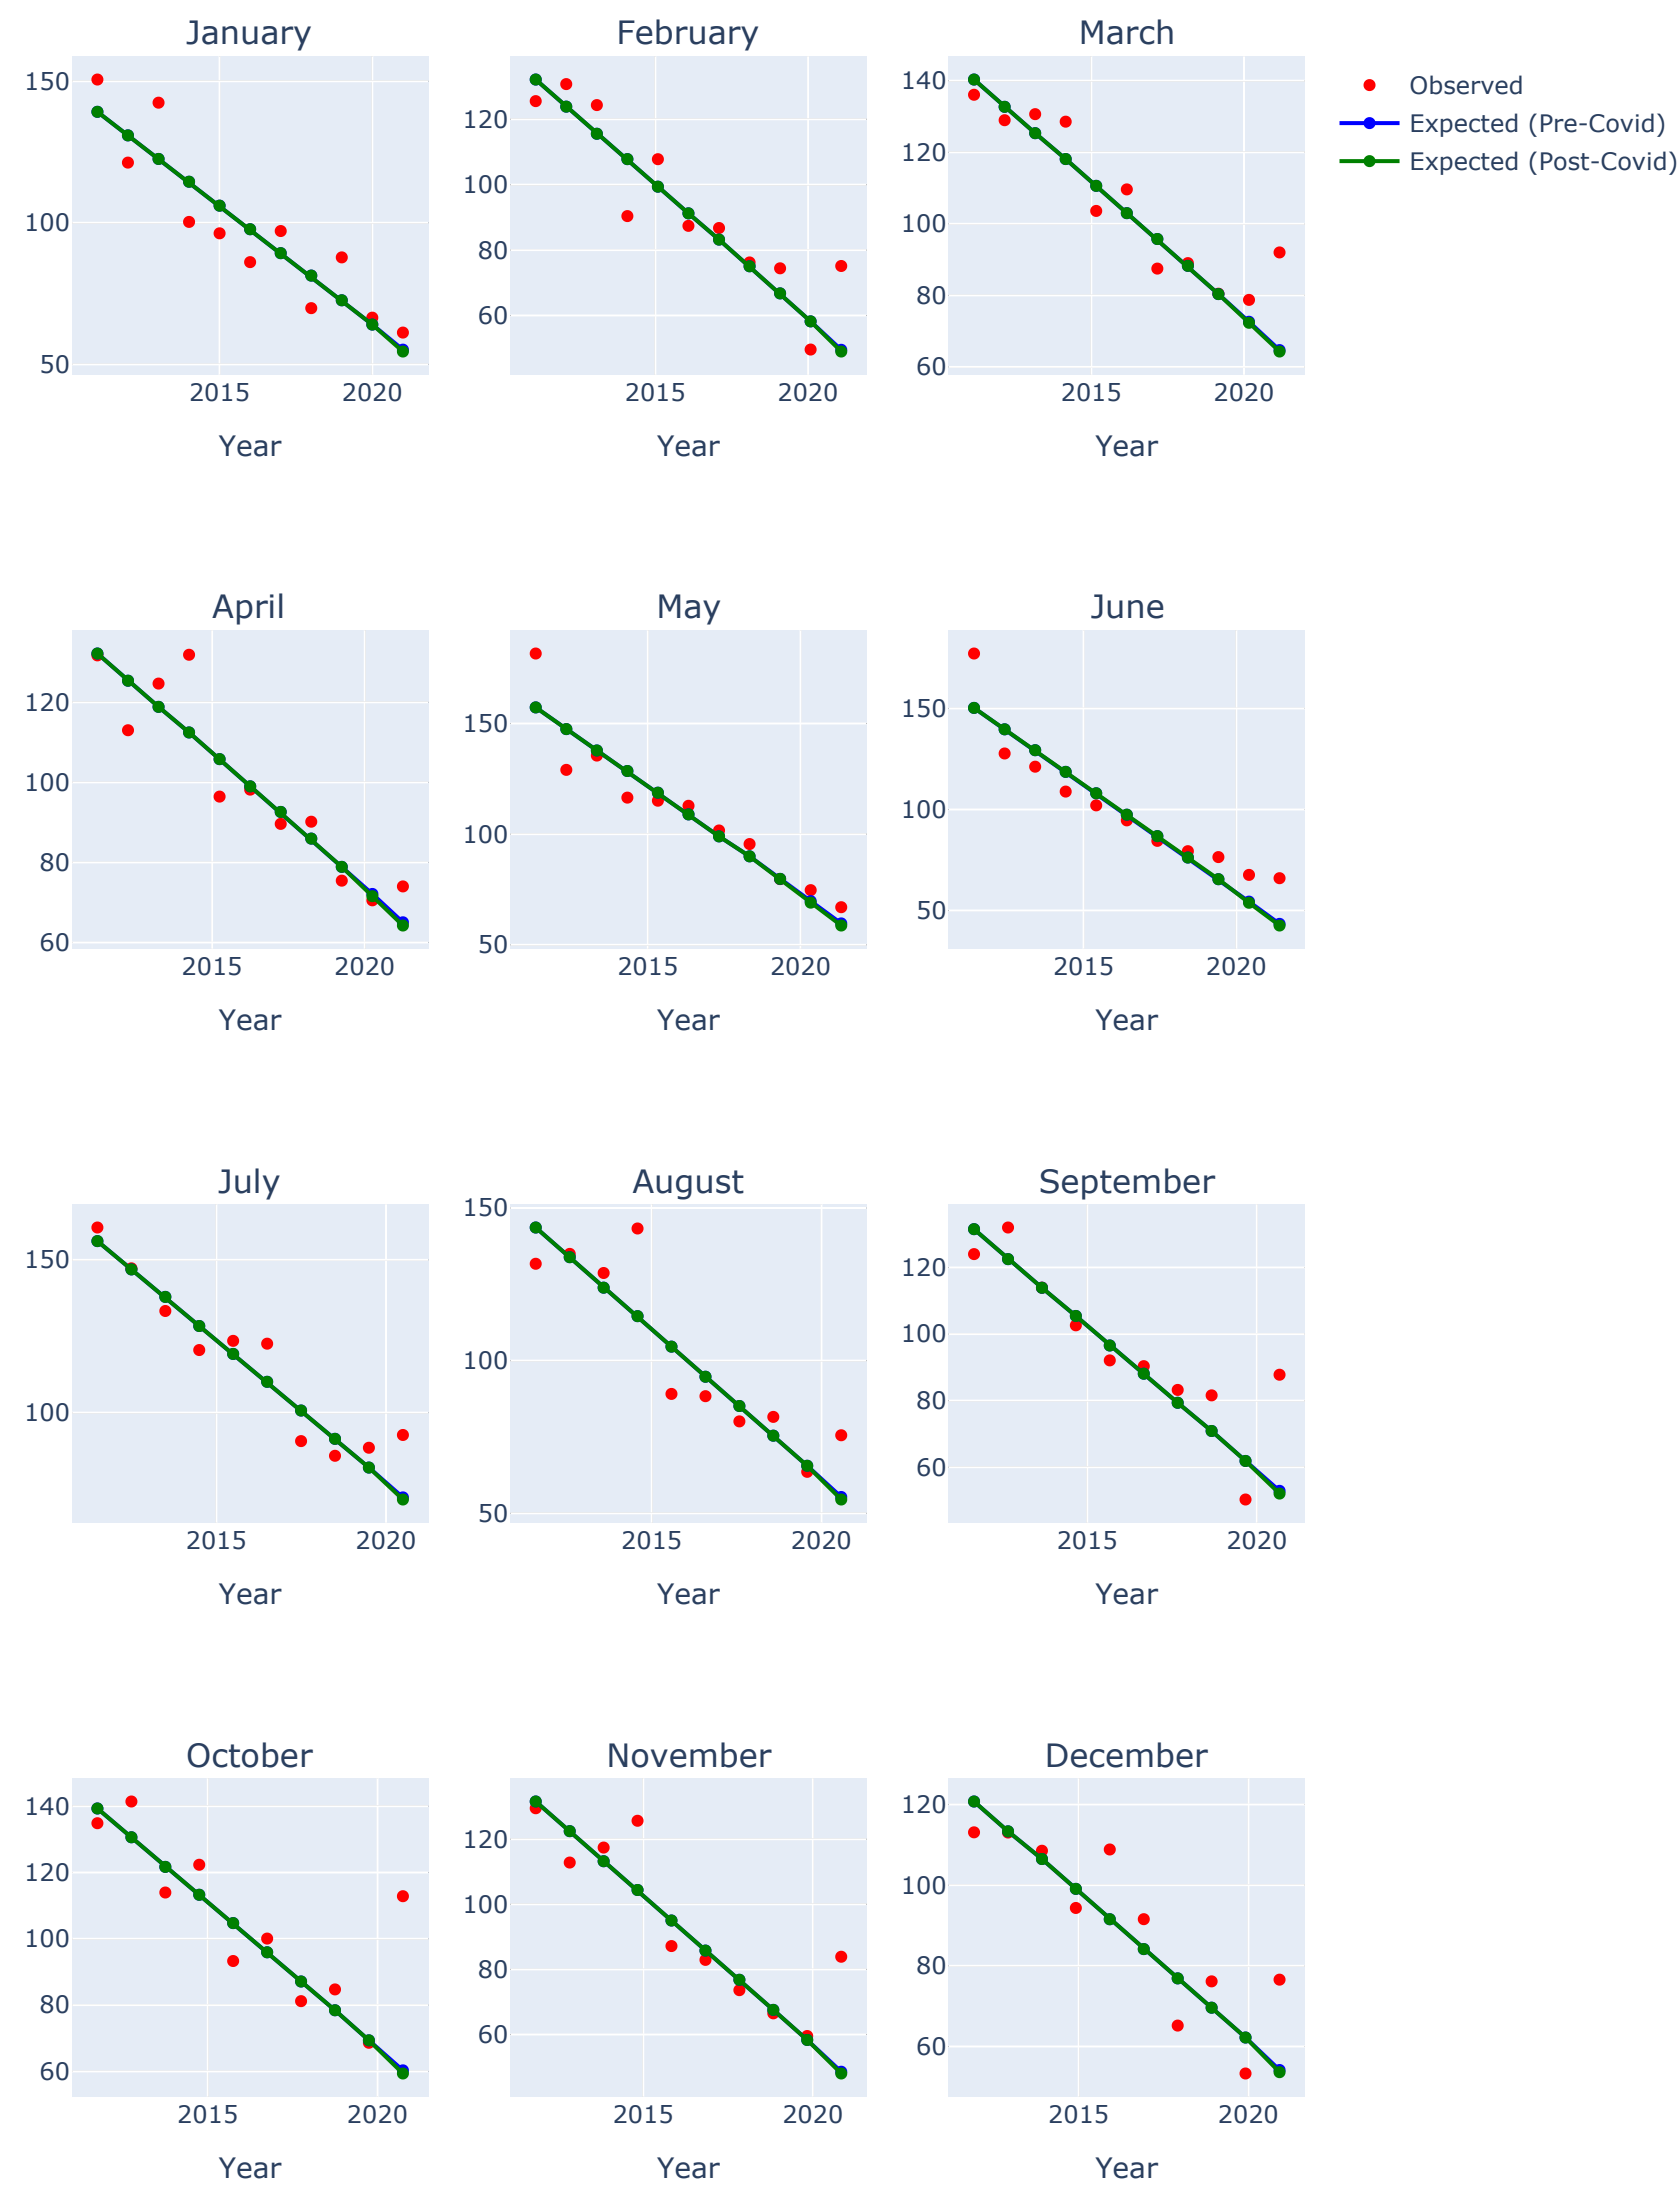 January
February
March
150
100
50
2015
2020
Year
120
100
80
60
2015
2020
Year
140
120
100
80
60
2015
2020
Year
Observed
Expected (Pre-Covid)
Expected (Post-Covid)
April
May
June
120
100
80
60
2015
2020
Year
150
100
50
2015
2020
Year
150
100
50
2015
2020
Year
July
August
September
150
100
2015
2020
Year
150
100
50
2015
2020
Year
120
100
80
60
2015
2020
Year
October
November
December
140
120
100
80
60
2015
2020
Year
120
100
80
60
2015
2020
Year
120
100
80
60
2015
2020
Year